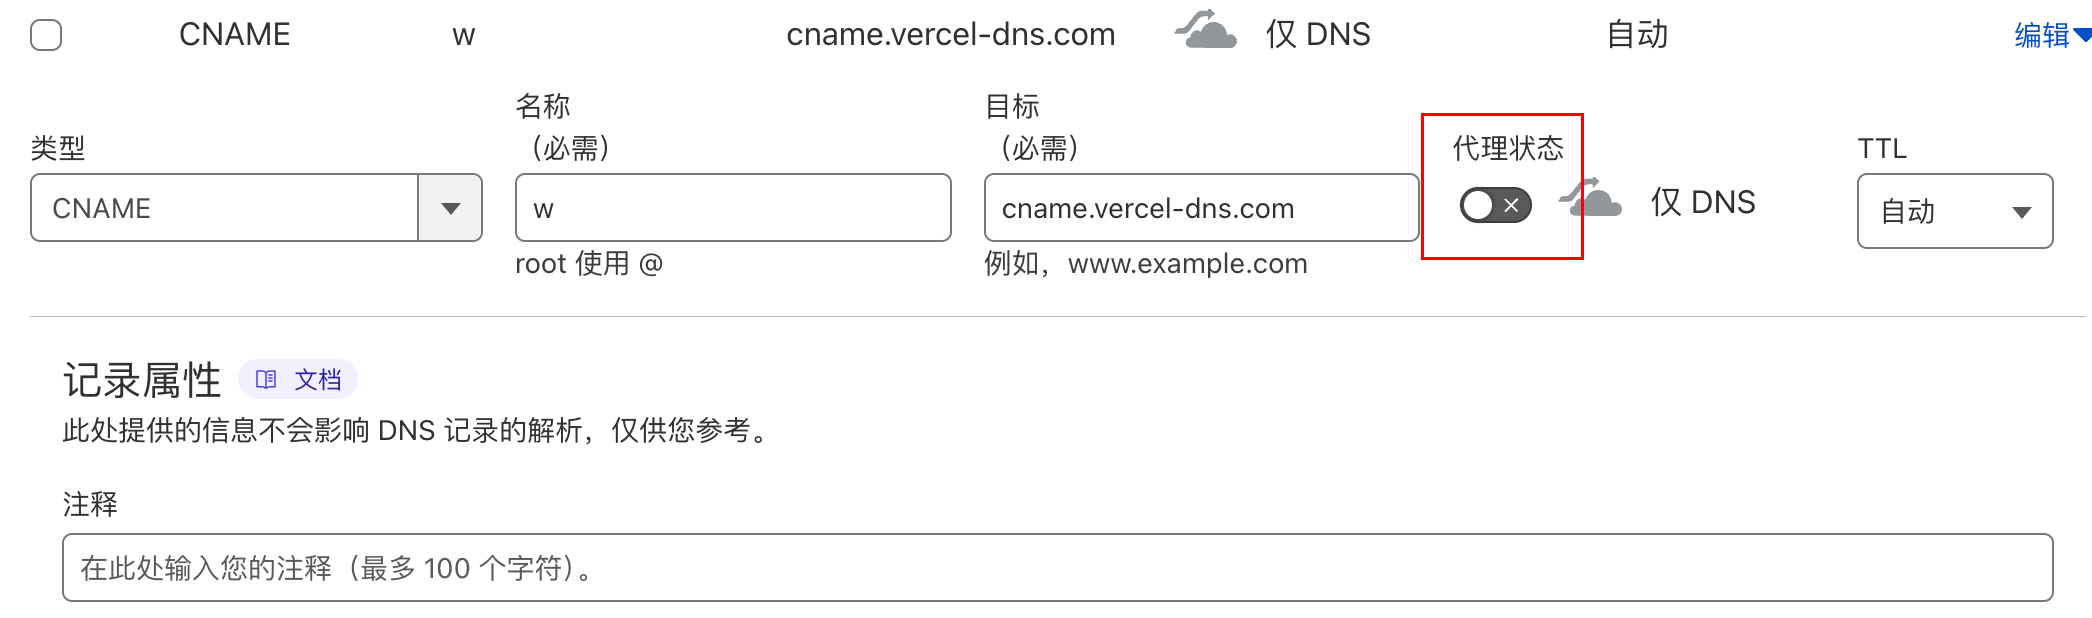 CNAME w cname.vercel-dns.com 仅 DNS 自动 编辑
类型 名称（必需） 目标（必需） 代理状态 TTL
CNAME w cname.vercel-dns.com 仅 DNS 自动
root 使用 @ 例如，www.example.com
记录属性 文档
此处提供的信息不会影响 DNS 记录的解析，仅供您参考。
注释
在此处输入您的注释（最多 100 个字符）。